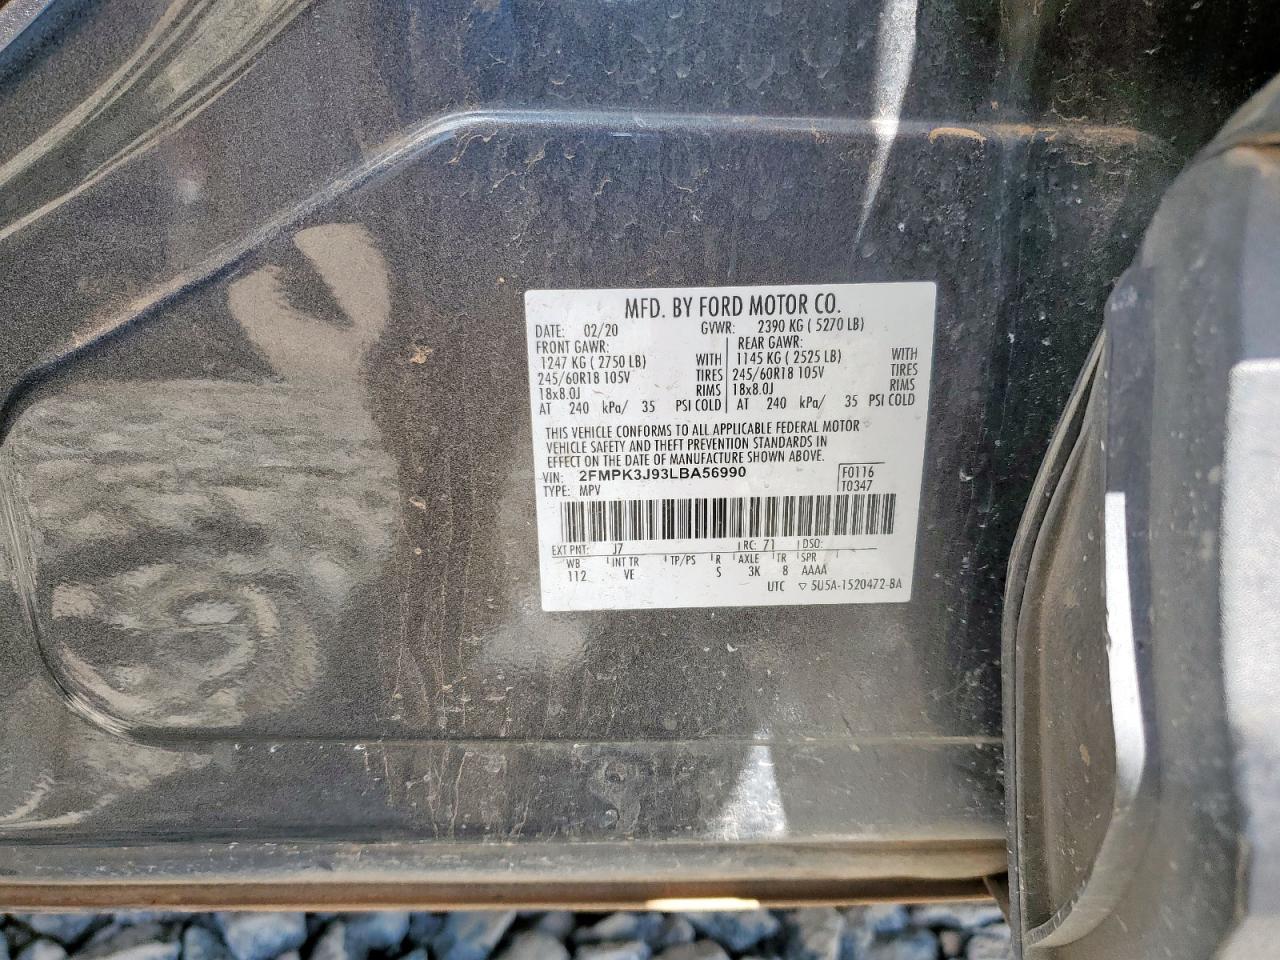 MFD. BY FORD MOTOR CO.
DATE: 02/20 GVWR: 2390 KG ( 5270 LB)
FRONT GAWR: REAR GAWR:
1247 KG ( 2750 LB) WITH 1145 KG ( 2525 LB) WITH
245/60R18 105V TIRES 245/60R18 105V TIRES
18x8.0J RIMS 18x8.0J RIMS
AT 240 kPa/ 35 PSI COLD AT 240 kPa/ 35 PSI COLD
THIS VEHICLE CONFORMS TO ALL APPLICABLE FEDERAL MOTOR
VEHICLE SAFETY AND THEFT PREVENTION STANDARDS IN
EFFECT ON THE DATE OF MANUFACTURE SHOWN ABOVE.
VIN: 2FMPK3J93LBA56990 F0116
TYPE: MPV T0347
EXT PNT: J7 RC: 71 DSO:
WB INT TR TP/PS R AXLE TR SPR
112 VE S 3K 8 AAAA
UTC ▽ 5U5A-1520472-BA